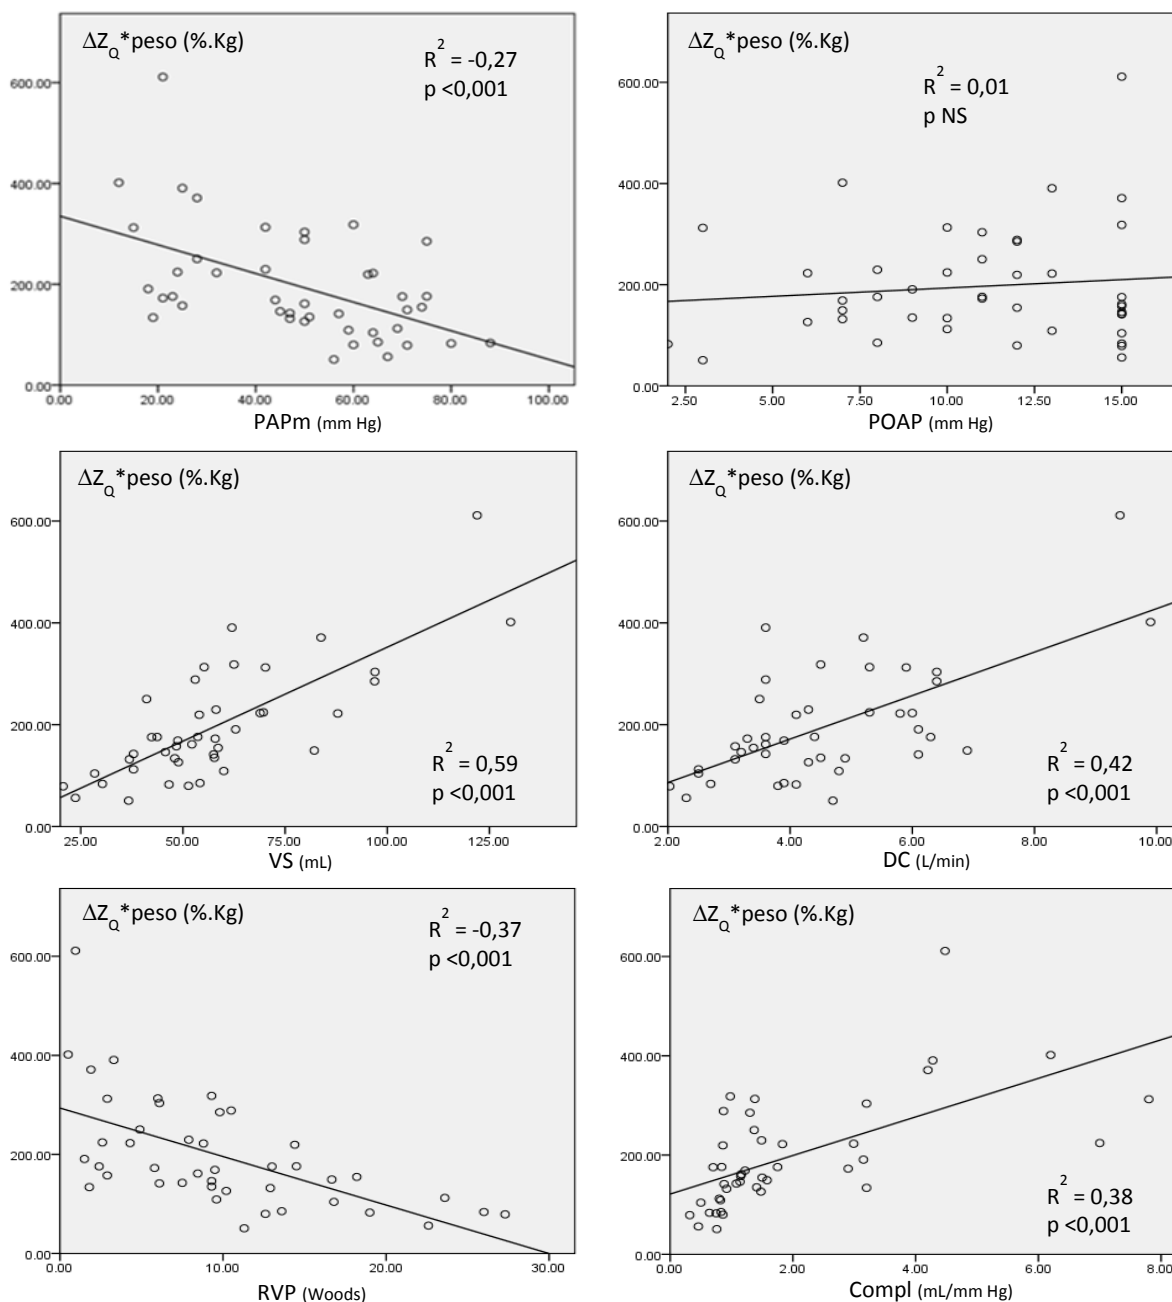 ΔZQ*peso (%.Kg)
R2 = -0,27
p <0,001
600.00
400.00
200.00
0.00
0.00 20.00 40.00 60.00 80.00 100.00
PAPm (mm Hg)
ΔZQ*peso (%.Kg)
R2 = 0,01
p NS
600.00
400.00
200.00
0.00
2.50 5.00 7.50 10.00 12.50 15.00
POAP (mm Hg)
ΔZQ*peso (%.Kg)
600.00
400.00
200.00
R2 = 0,59
p <0,001
0.00
25.00 50.00 75.00 100.00 125.00
VS (mL)
ΔZQ*peso (%.Kg)
600.00
400.00
200.00
R2 = 0,42
p <0,001
0.00
2.00 4.00 6.00 8.00 10.00
DC (L/min)
ΔZQ*peso (%.Kg)
R2 = -0,37
p <0,001
600.00
400.00
200.00
0.00
0.00 10.00 20.00 30.00
RVP (Woods)
ΔZQ*peso (%.Kg)
600.00
400.00
200.00
R2 = 0,38
p <0,001
0.00
0.00 2.00 4.00 6.00 8.00
Compl (mL/mm Hg)